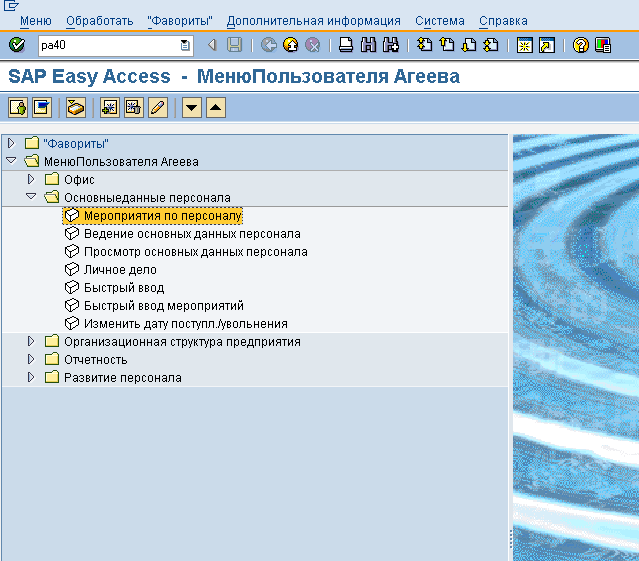 Меню Обработать "Фавориты" Дополнительная информация Система Справка
pa40
SAP Easy Access - МенюПользователя Агеева
"Фавориты"
МенюПользователя Агеева
Офис
Основныеданные персонала
Мероприятия по персоналу
Ведение основных данных персонала
Просмотр основных данных персонала
Личное дело
Быстрый ввод
Быстрый ввод мероприятий
Изменить дату поступл./увольнения
Организационная структура предприятия
Отчетность
Развитие персонала